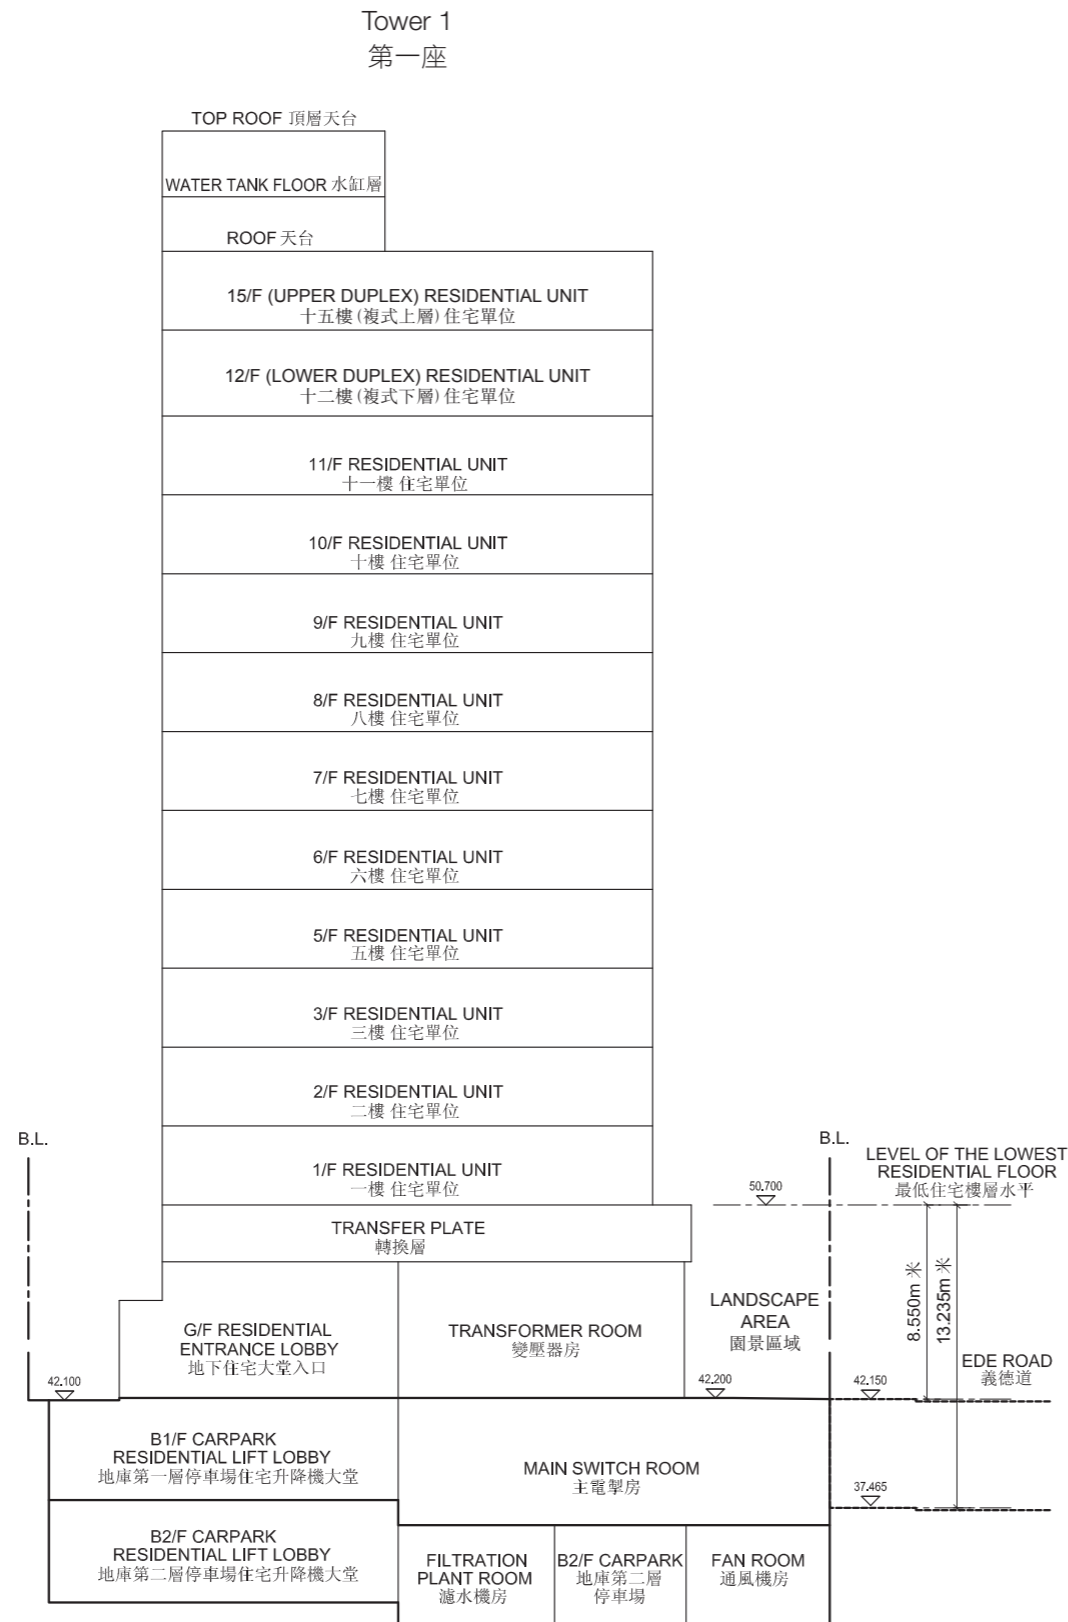 Tower 1
第一座
TOP ROOF 頂層天台
WATER TANK FLOOR 水缸層
ROOF 天台
15/F (UPPER DUPLEX) RESIDENTIAL UNIT
十五樓 (複式上層) 住宅單位
12/F (LOWER DUPLEX) RESIDENTIAL UNIT
十二樓 (複式下層) 住宅單位
11/F RESIDENTIAL UNIT
十一樓 住宅單位
10/F RESIDENTIAL UNIT
十樓 住宅單位
9/F RESIDENTIAL UNIT
九樓 住宅單位
8/F RESIDENTIAL UNIT
八樓 住宅單位
7/F RESIDENTIAL UNIT
七樓 住宅單位
6/F RESIDENTIAL UNIT
六樓 住宅單位
5/F RESIDENTIAL UNIT
五樓 住宅單位
3/F RESIDENTIAL UNIT
三樓 住宅單位
2/F RESIDENTIAL UNIT
二樓 住宅單位
B.L.
B.L.
1/F RESIDENTIAL UNIT
一樓 住宅單位
LEVEL OF THE LOWEST
RESIDENTIAL FLOOR
最低住宅樓層水平
50.700
TRANSFER PLATE
轉換層
8.550m 米
13.235m 米
G/F RESIDENTIAL
ENTRANCE LOBBY
地下住宅大堂入口
TRANSFORMER ROOM
變壓器房
LANDSCAPE
AREA
園景區域
EDE ROAD
義德道
42.100
42.200
42.150
B1/F CARPARK
RESIDENTIAL LIFT LOBBY
地庫第一層停車場住宅升降機大堂
MAIN SWITCH ROOM
主電掣房
37.465
B2/F CARPARK
RESIDENTIAL LIFT LOBBY
地庫第二層停車場住宅升降機大堂
FILTRATION
PLANT ROOM
濾水機房
B2/F CARPARK
地庫第二層
停車場
FAN ROOM
通風機房